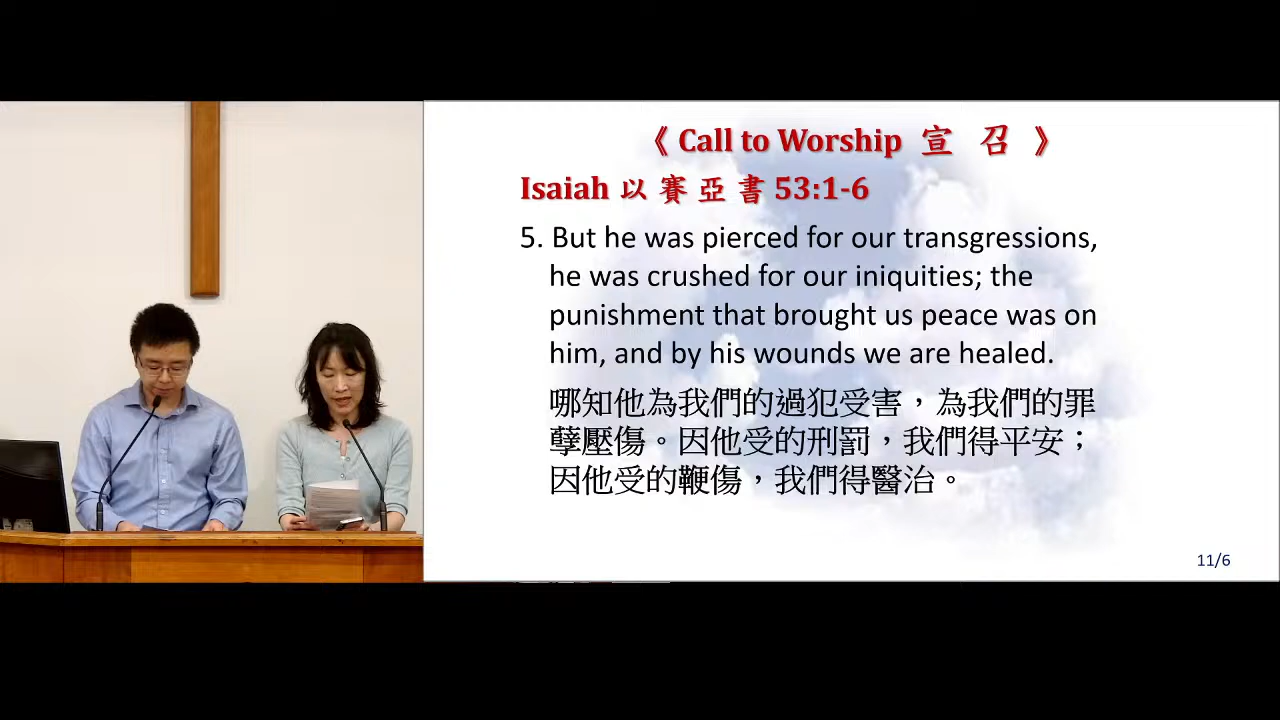 《 Call to Worship 宣 召 》
Isaiah 以 賽 亞 書 53:1-6
5. But he was pierced for our transgressions,
he was crushed for our iniquities; the
punishment that brought us peace was on
him, and by his wounds we are healed.
哪知他為我們的過犯受害，為我們的罪
孽壓傷。因他受的刑罰，我們得平安；
因他受的鞭傷，我們得醫治。
11/6